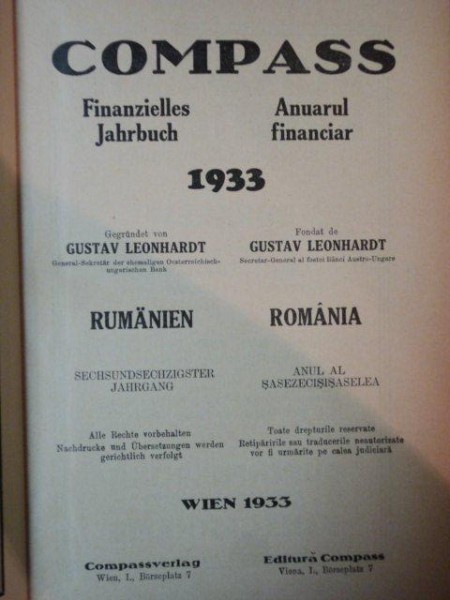 COMPASS
Finanzielles
Jahrbuch
Anuarul
financiar
1933
Gegründet von
GUSTAV LEONHARDT
General-Sekretär der ehemaligen Oesterreichisch-
ungarischen Bank
Fondat de
GUSTAV LEONHARDT
Secretar-General al fostei Bănci Austro-Ungare
RUMÄNIEN
ROMÂNIA
SECHSUNDSECHZIGSTER
JAHRGANG
ANUL AL
ȘASEZECIȘIȘASELEA
Alle Rechte vorbehalten
Nachdrucke und Übersetzungen werden
gerichtlich verfolgt
Toate drepturile reservate
Retipăririle sau traducerile neautorizate
vor fi urmărite pe calea judiciară
WIEN 1933
Compassverlag
Wien, I., Börseplatz 7
Editură Compass
Viena, I., Börseplatz 7